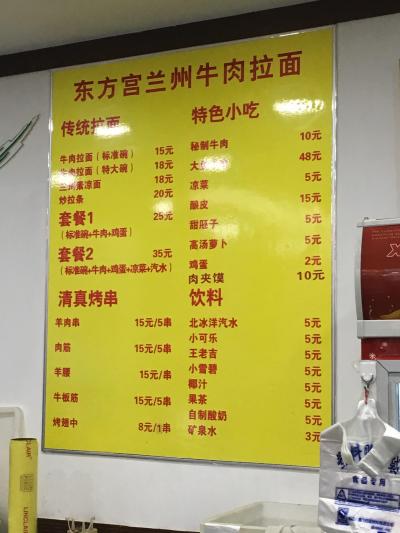 东方宫兰州牛肉拉面
传统拉面
牛肉拉面(标准碗) 15元
牛肉拉面(特大碗) 18元
兰州素凉面 18元
炒拉条 20元
套餐1 25元
(标准碗+牛肉+鸡蛋)
套餐2 35元
(标准碗+牛肉+鸡蛋+凉菜+汽水)
清真烤串
羊肉串 15元/5串
肉筋 15元/5串
羊腰 15元/串
牛板筋 15元/5串
烤翅中 8元/1串
特色小吃
秘制牛肉 10元
48元
凉菜 5元
酿皮 15元
甜胚子 5元
高汤萝卜 5元
鸡蛋 2元
肉夹馍 10元
饮料
北冰洋汽水 5元
小可乐 5元
王老吉 5元
小雪碧 5元
椰汁 5元
果茶 5元
自制酸奶 5元
矿泉水 3元
食品专用